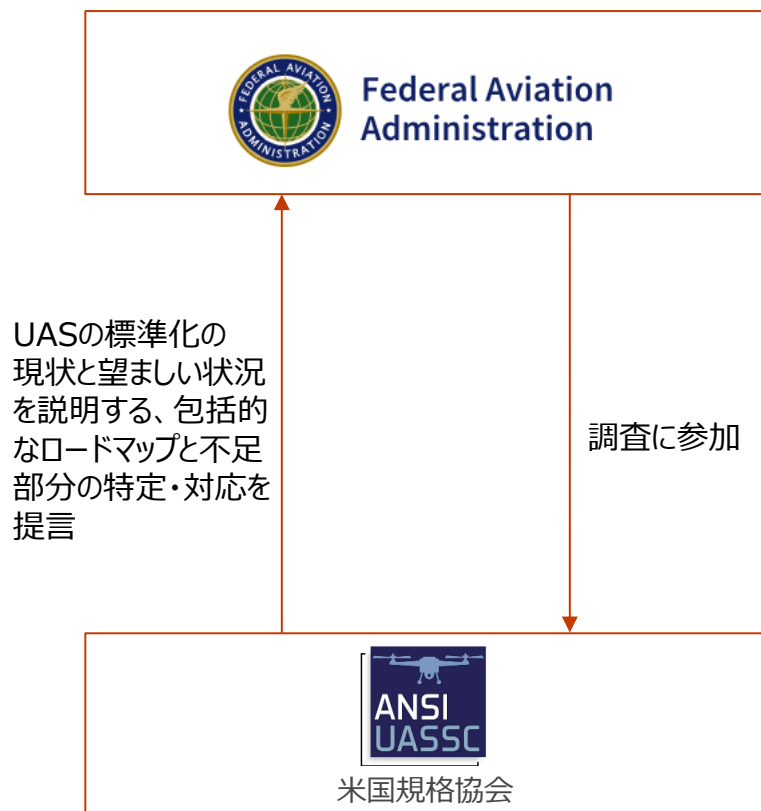 FEDERAL AVIATION
ADMINISTRATION
Federal Aviation
Administration
UASの標準化の
現状と望ましい状況
を説明する、包括的
なロードマップと不足
部分の特定・対応を
提言
調査に参加
ANSI
UASSC
米国規格協会